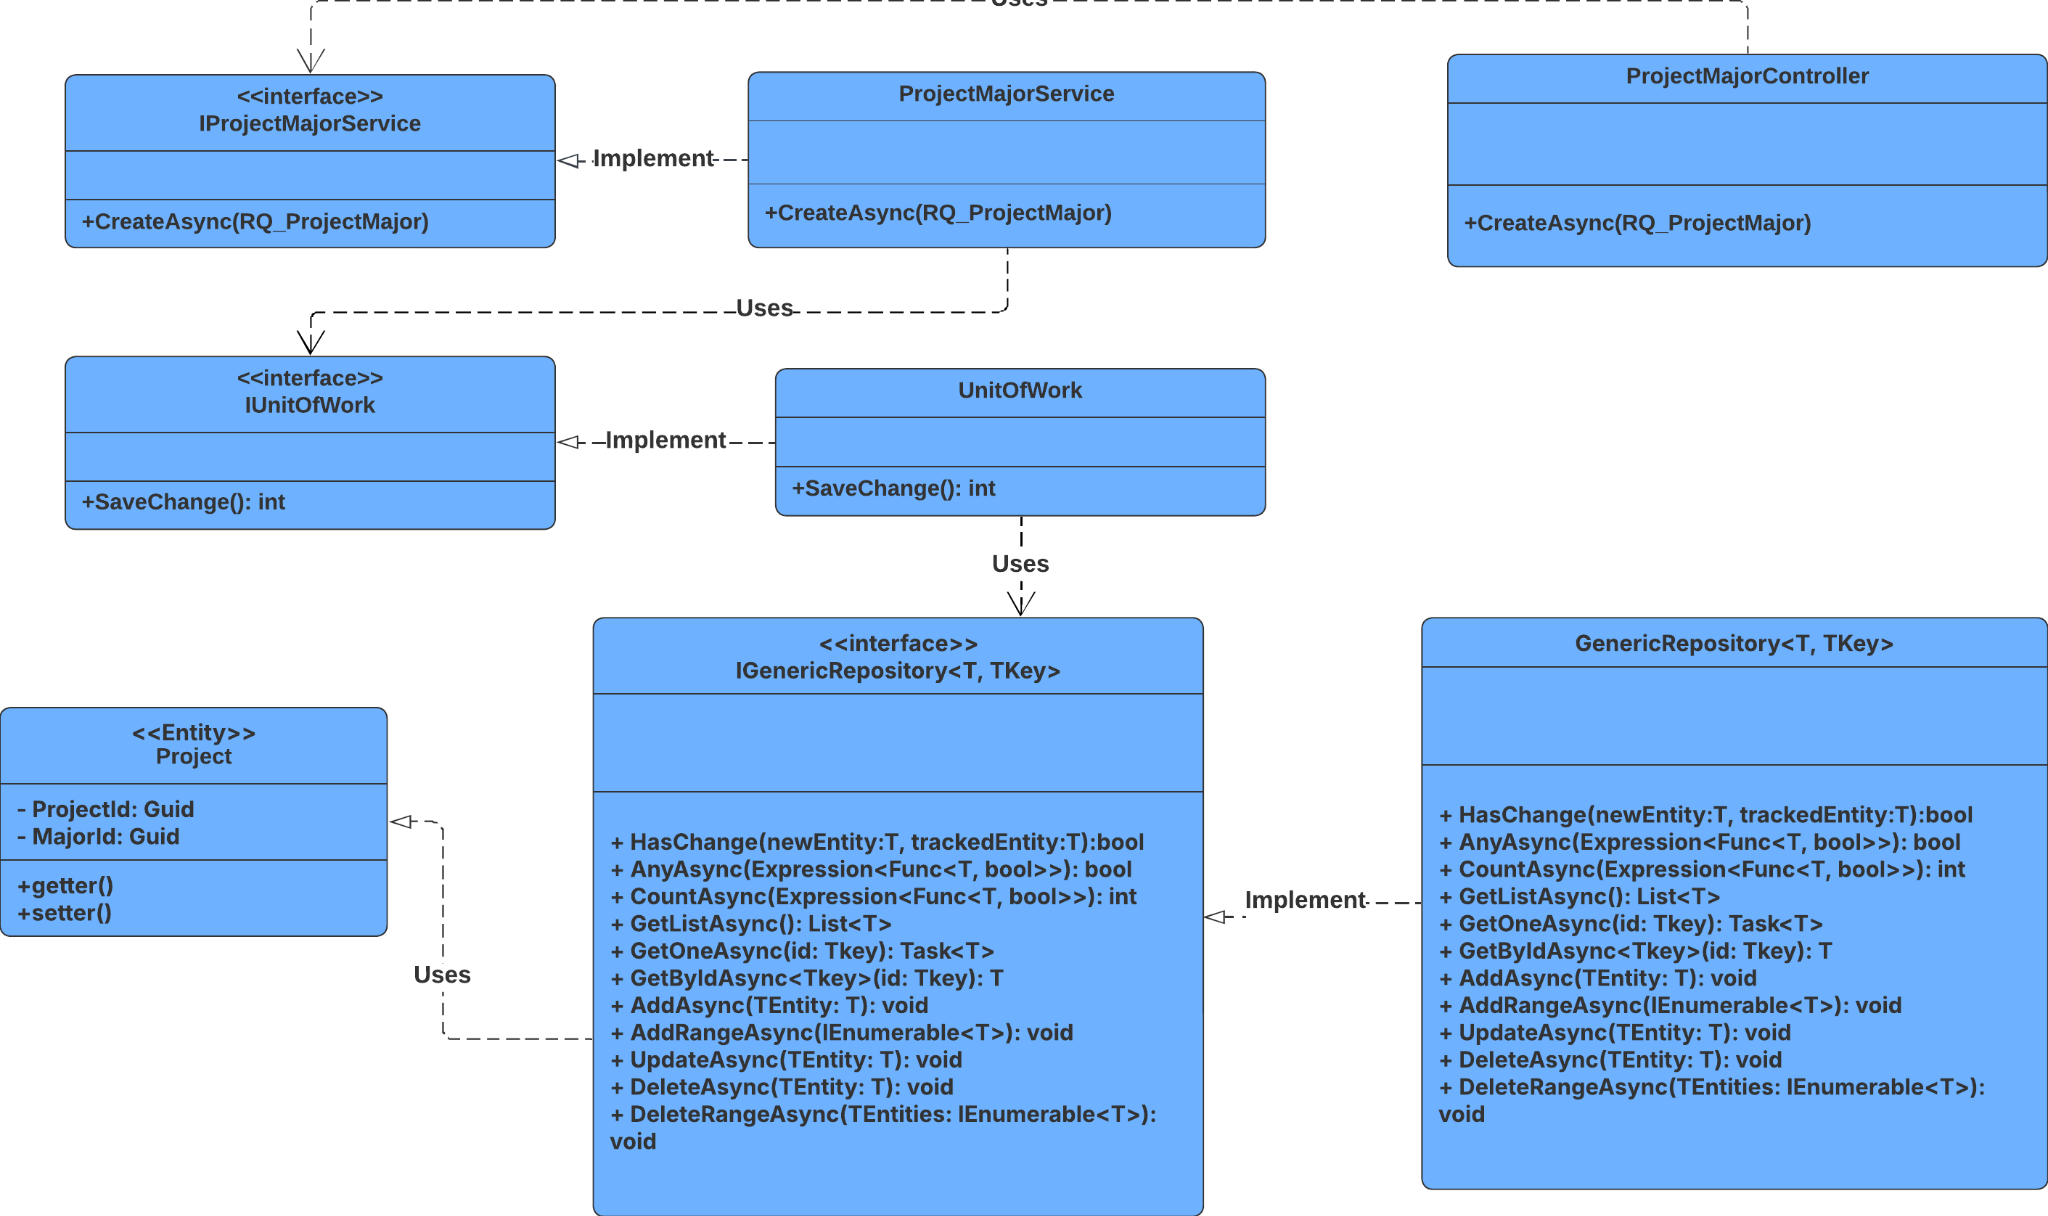 Uses
<<interface>>
IProjectMajorService
+CreateAsync(RQ_ProjectMajor)
Implement
ProjectMajorService
+CreateAsync(RQ_ProjectMajor)
ProjectMajorController
+CreateAsync(RQ_ProjectMajor)
Uses
<<interface>>
IUnitOfWork
+SaveChange(): int
Implement
UnitOfWork
+SaveChange(): int
Uses
<<Entity>>
Project
- ProjectId: Guid
- MajorId: Guid
+getter()
+setter()
Uses
<<interface>>
IGenericRepository<T, TKey>
+ HasChange(newEntity:T, trackedEntity:T):bool
+ AnyAsync(Expression<Func<T, bool>>): bool
+ CountAsync(Expression<Func<T, bool>>): int
+ GetListAsync(): List<T>
+ GetOneAsync(id: Tkey): Task<T>
+ GetByIdAsync<Tkey>(id: Tkey): T
+ AddAsync(TEntity: T): void
+ AddRangeAsync(IEnumerable<T>): void
+ UpdateAsync(TEntity: T): void
+ DeleteAsync(TEntity: T): void
+ DeleteRangeAsync(TEntities: IEnumerable<T>):
void
Implement
GenericRepository<T, TKey>
+ HasChange(newEntity:T, trackedEntity:T):bool
+ AnyAsync(Expression<Func<T, bool>>): bool
+ CountAsync(Expression<Func<T, bool>>): int
+ GetListAsync(): List<T>
+ GetOneAsync(id: Tkey): Task<T>
+ GetByIdAsync<Tkey>(id: Tkey): T
+ AddAsync(TEntity: T): void
+ AddRangeAsync(IEnumerable<T>): void
+ UpdateAsync(TEntity: T): void
+ DeleteAsync(TEntity: T): void
+ DeleteRangeAsync(TEntities: IEnumerable<T>):
void